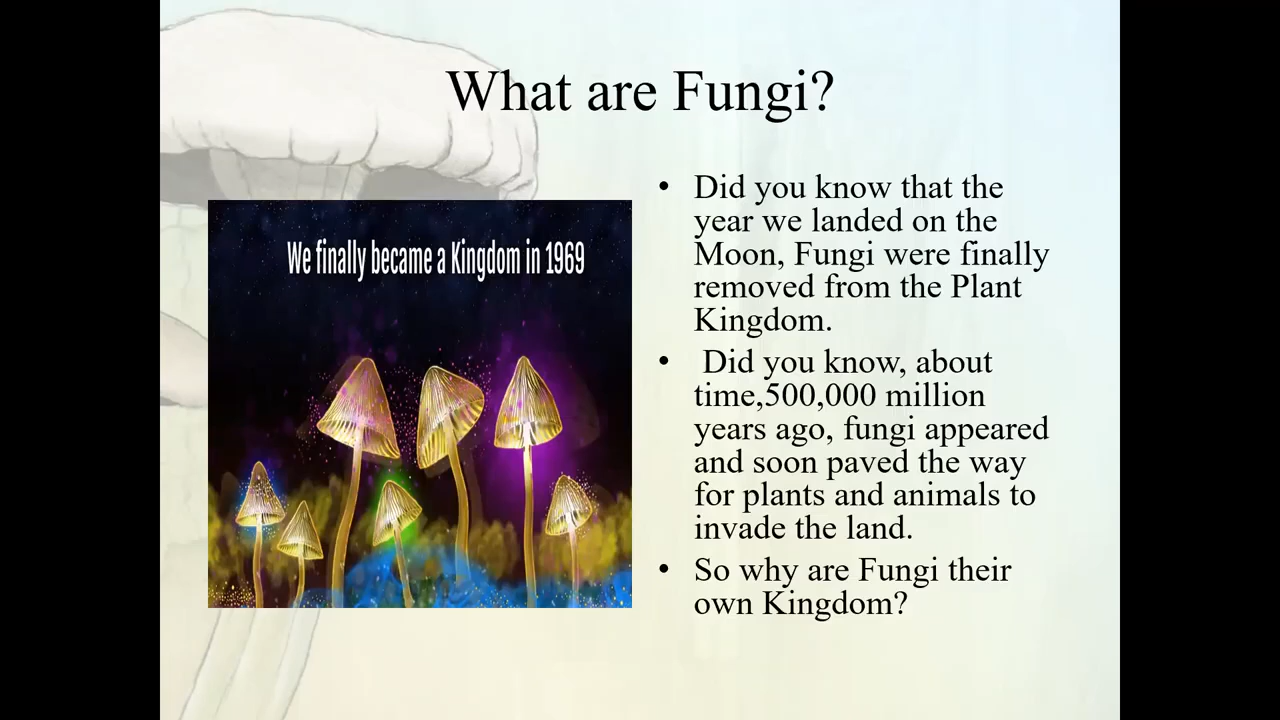 What are Fungi?
We finally became a Kingdom in 1969
• Did you know that the
year we landed on the
Moon, Fungi were finally
removed from the Plant
Kingdom.
• Did you know, about
time,500,000 million
years ago, fungi appeared
and soon paved the way
for plants and animals to
invade the land.
• So why are Fungi their
own Kingdom?